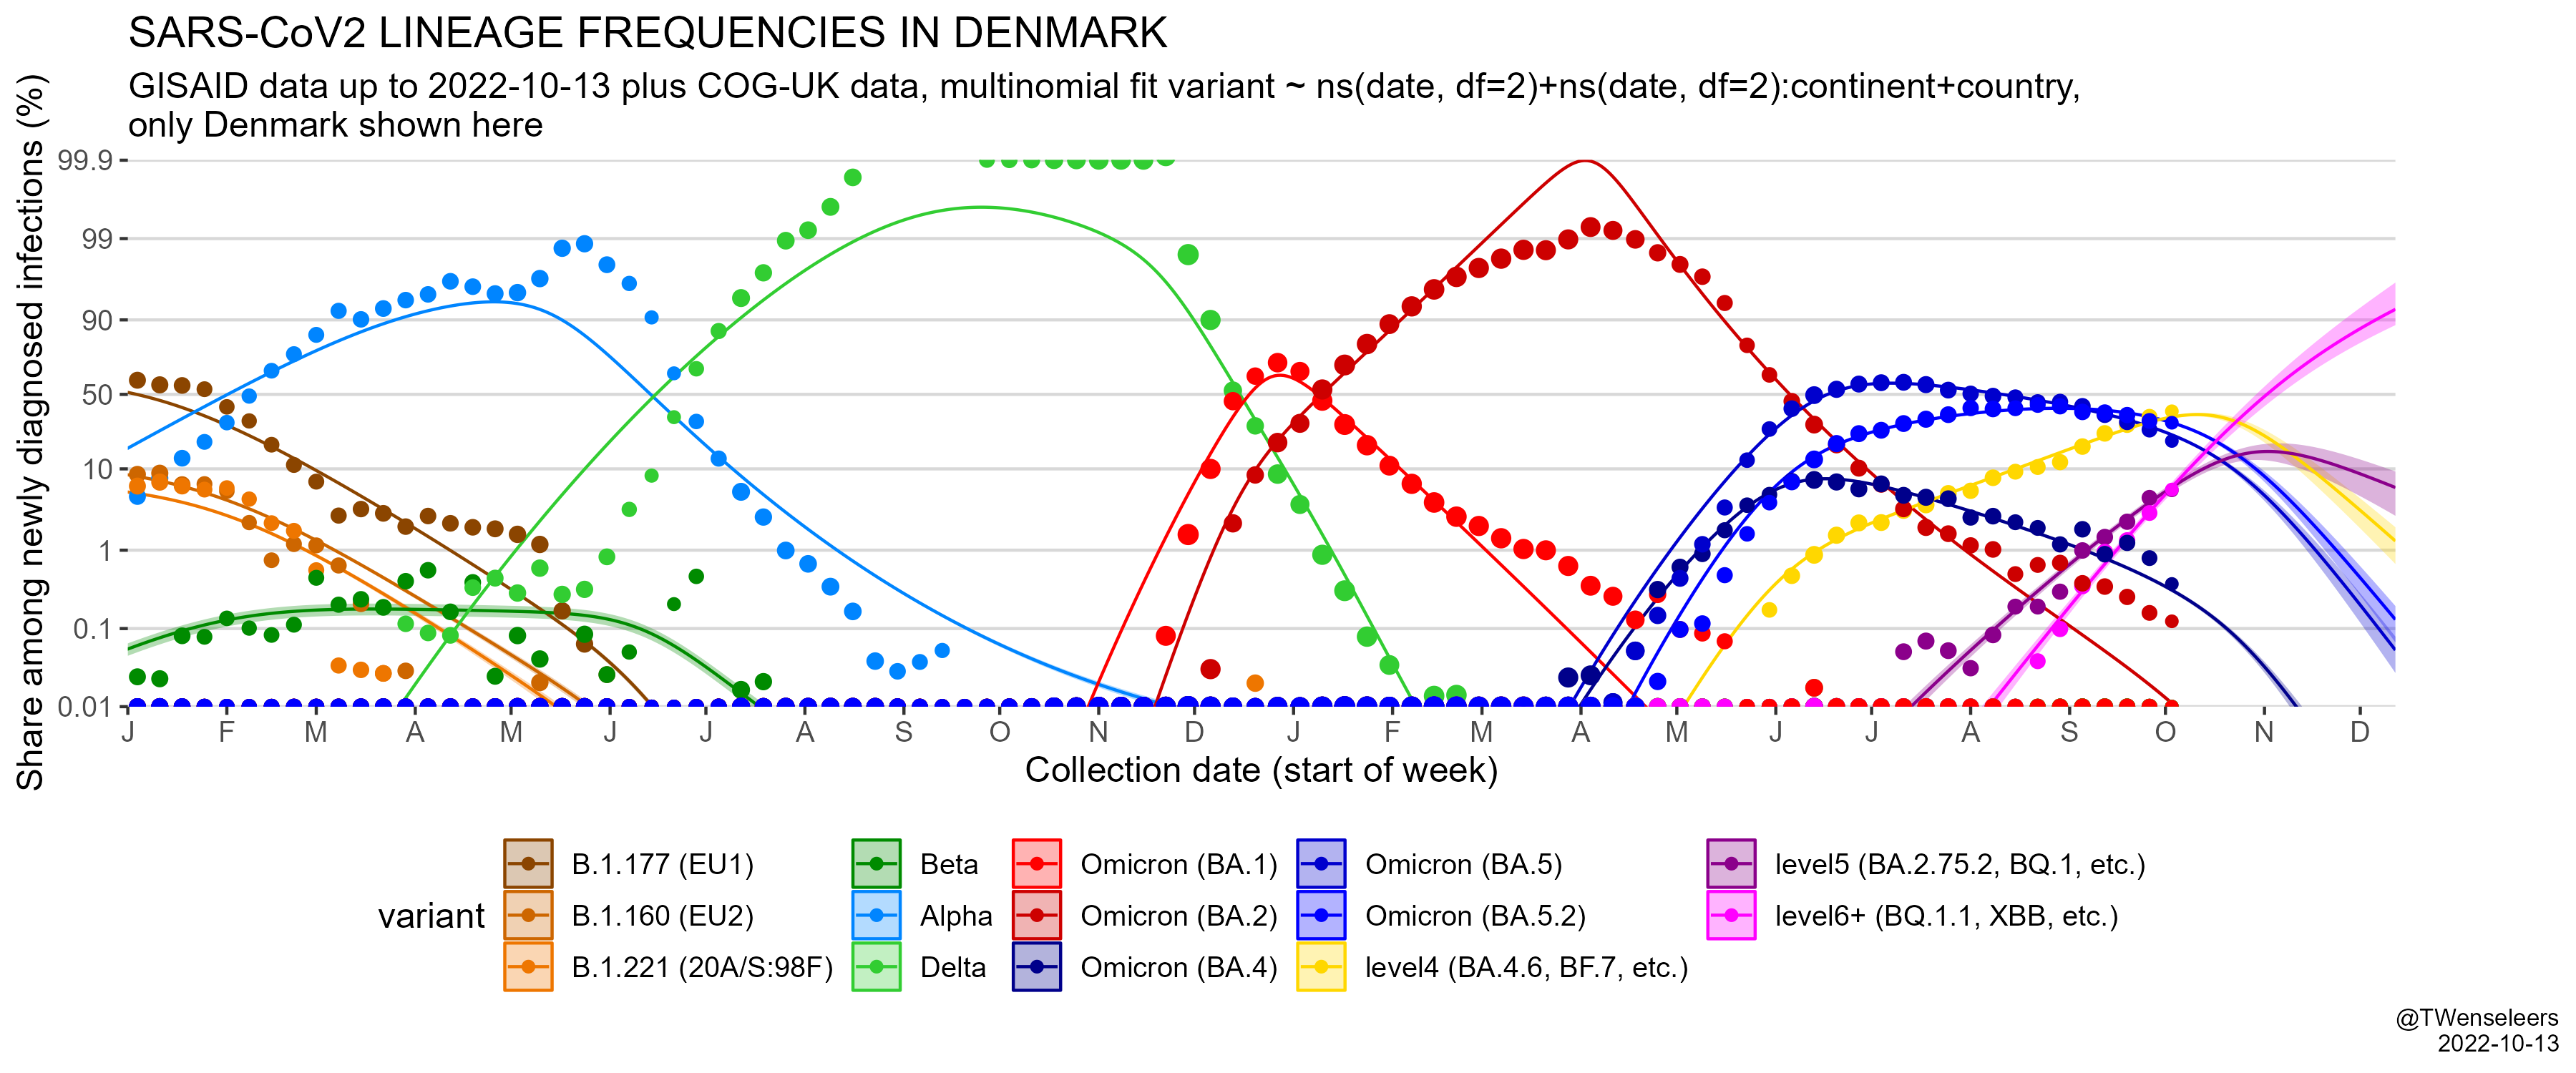 SARS-CoV2 LINEAGE FREQUENCIES IN DENMARK
GISAID data up to 2022-10-13 plus COG-UK data, multinomial fit variant ~ ns(date, df=2)+ns(date, df=2):continent+country,
only Denmark shown here
Share among newly diagnosed infections (%)
99.9
99
90
50
10
1
0.1
0.01
J F M A M J J A S O N D J F M A M J J A S O N D
Collection date (start of week)
variant
B.1.177 (EU1)
B.1.160 (EU2)
B.1.221 (20A/S:98F)
Beta
Alpha
Delta
Omicron (BA.1)
Omicron (BA.2)
Omicron (BA.4)
Omicron (BA.5)
Omicron (BA.5.2)
level4 (BA.4.6, BF.7, etc.)
level5 (BA.2.75.2, BQ.1, etc.)
level6+ (BQ.1.1, XBB, etc.)
@TWenseleers
2022-10-13